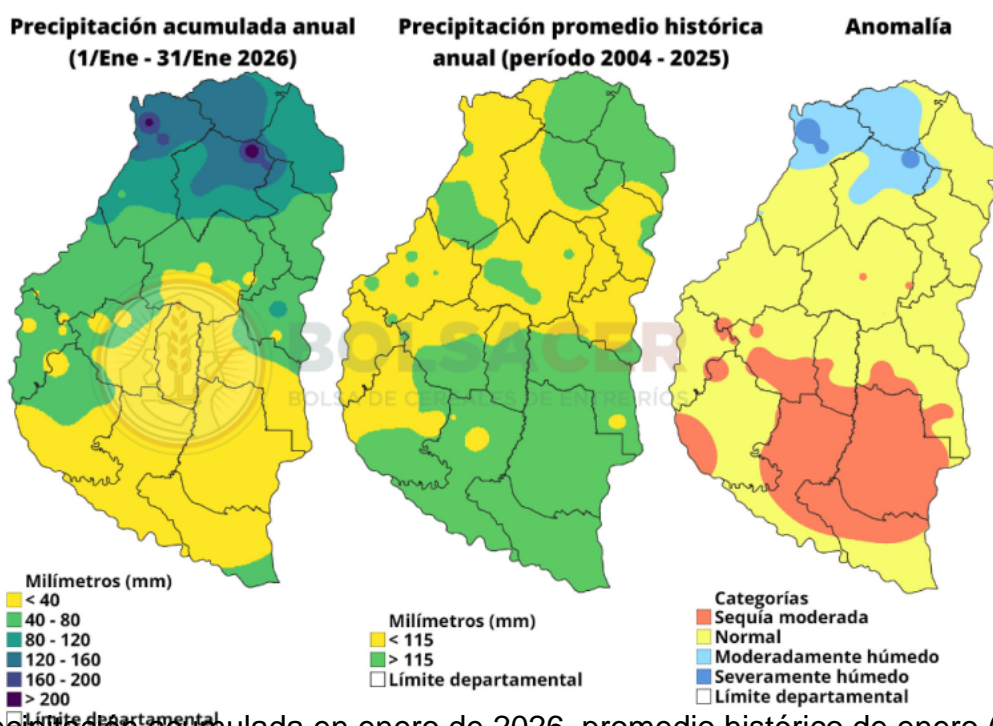 Precipitación acumulada anual
(1/Ene - 31/Ene 2026)
Precipitación promedio histórica
anual (período 2004 - 2025)
Anomalía
BOLSACER
BOLSA DE CEREALES DE ENTRE RÍOS
Milímetros (mm)
< 40
40 - 80
80 - 120
120 - 160
160 - 200
> 200
Límite departamental
Milímetros (mm)
< 115
> 115
Límite departamental
Categorías
Sequía moderada
Normal
Moderadamente húmedo
Severamente húmedo
Límite departamental
acumulada en enero de 2026, promedio histórico de enero